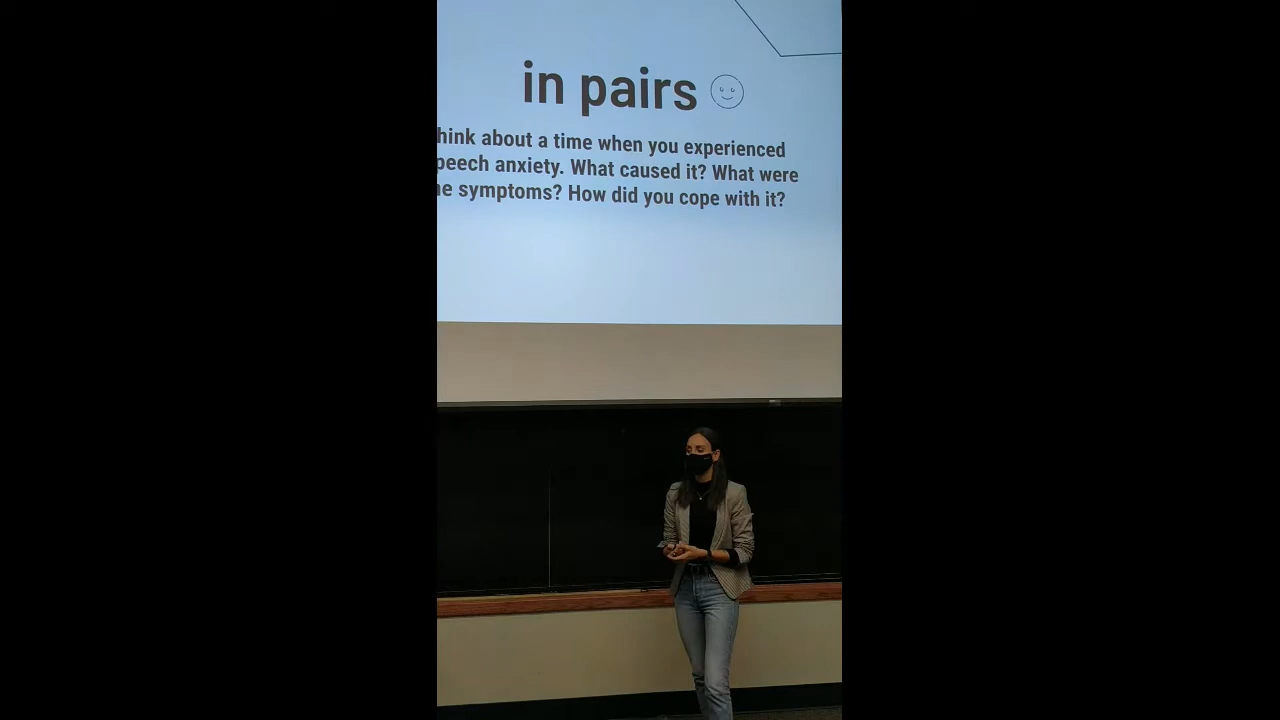 in pairs
hink about a time when you experienced
peech anxiety. What caused it? What were
e symptoms? How did you cope with it?